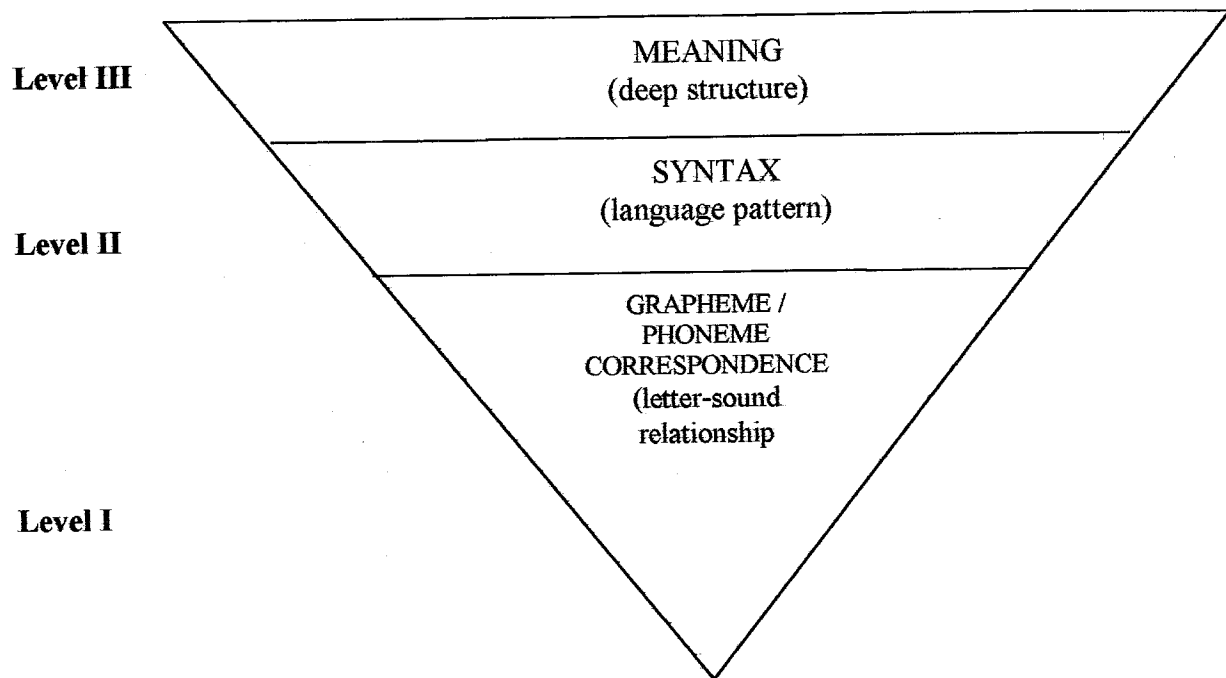 Level III
MEANING
(deep structure)
SYNTAX
(language pattern)
Level II
GRAPHEME /
PHONEME
CORRESPONDENCE
(letter-sound
relationship
Level I